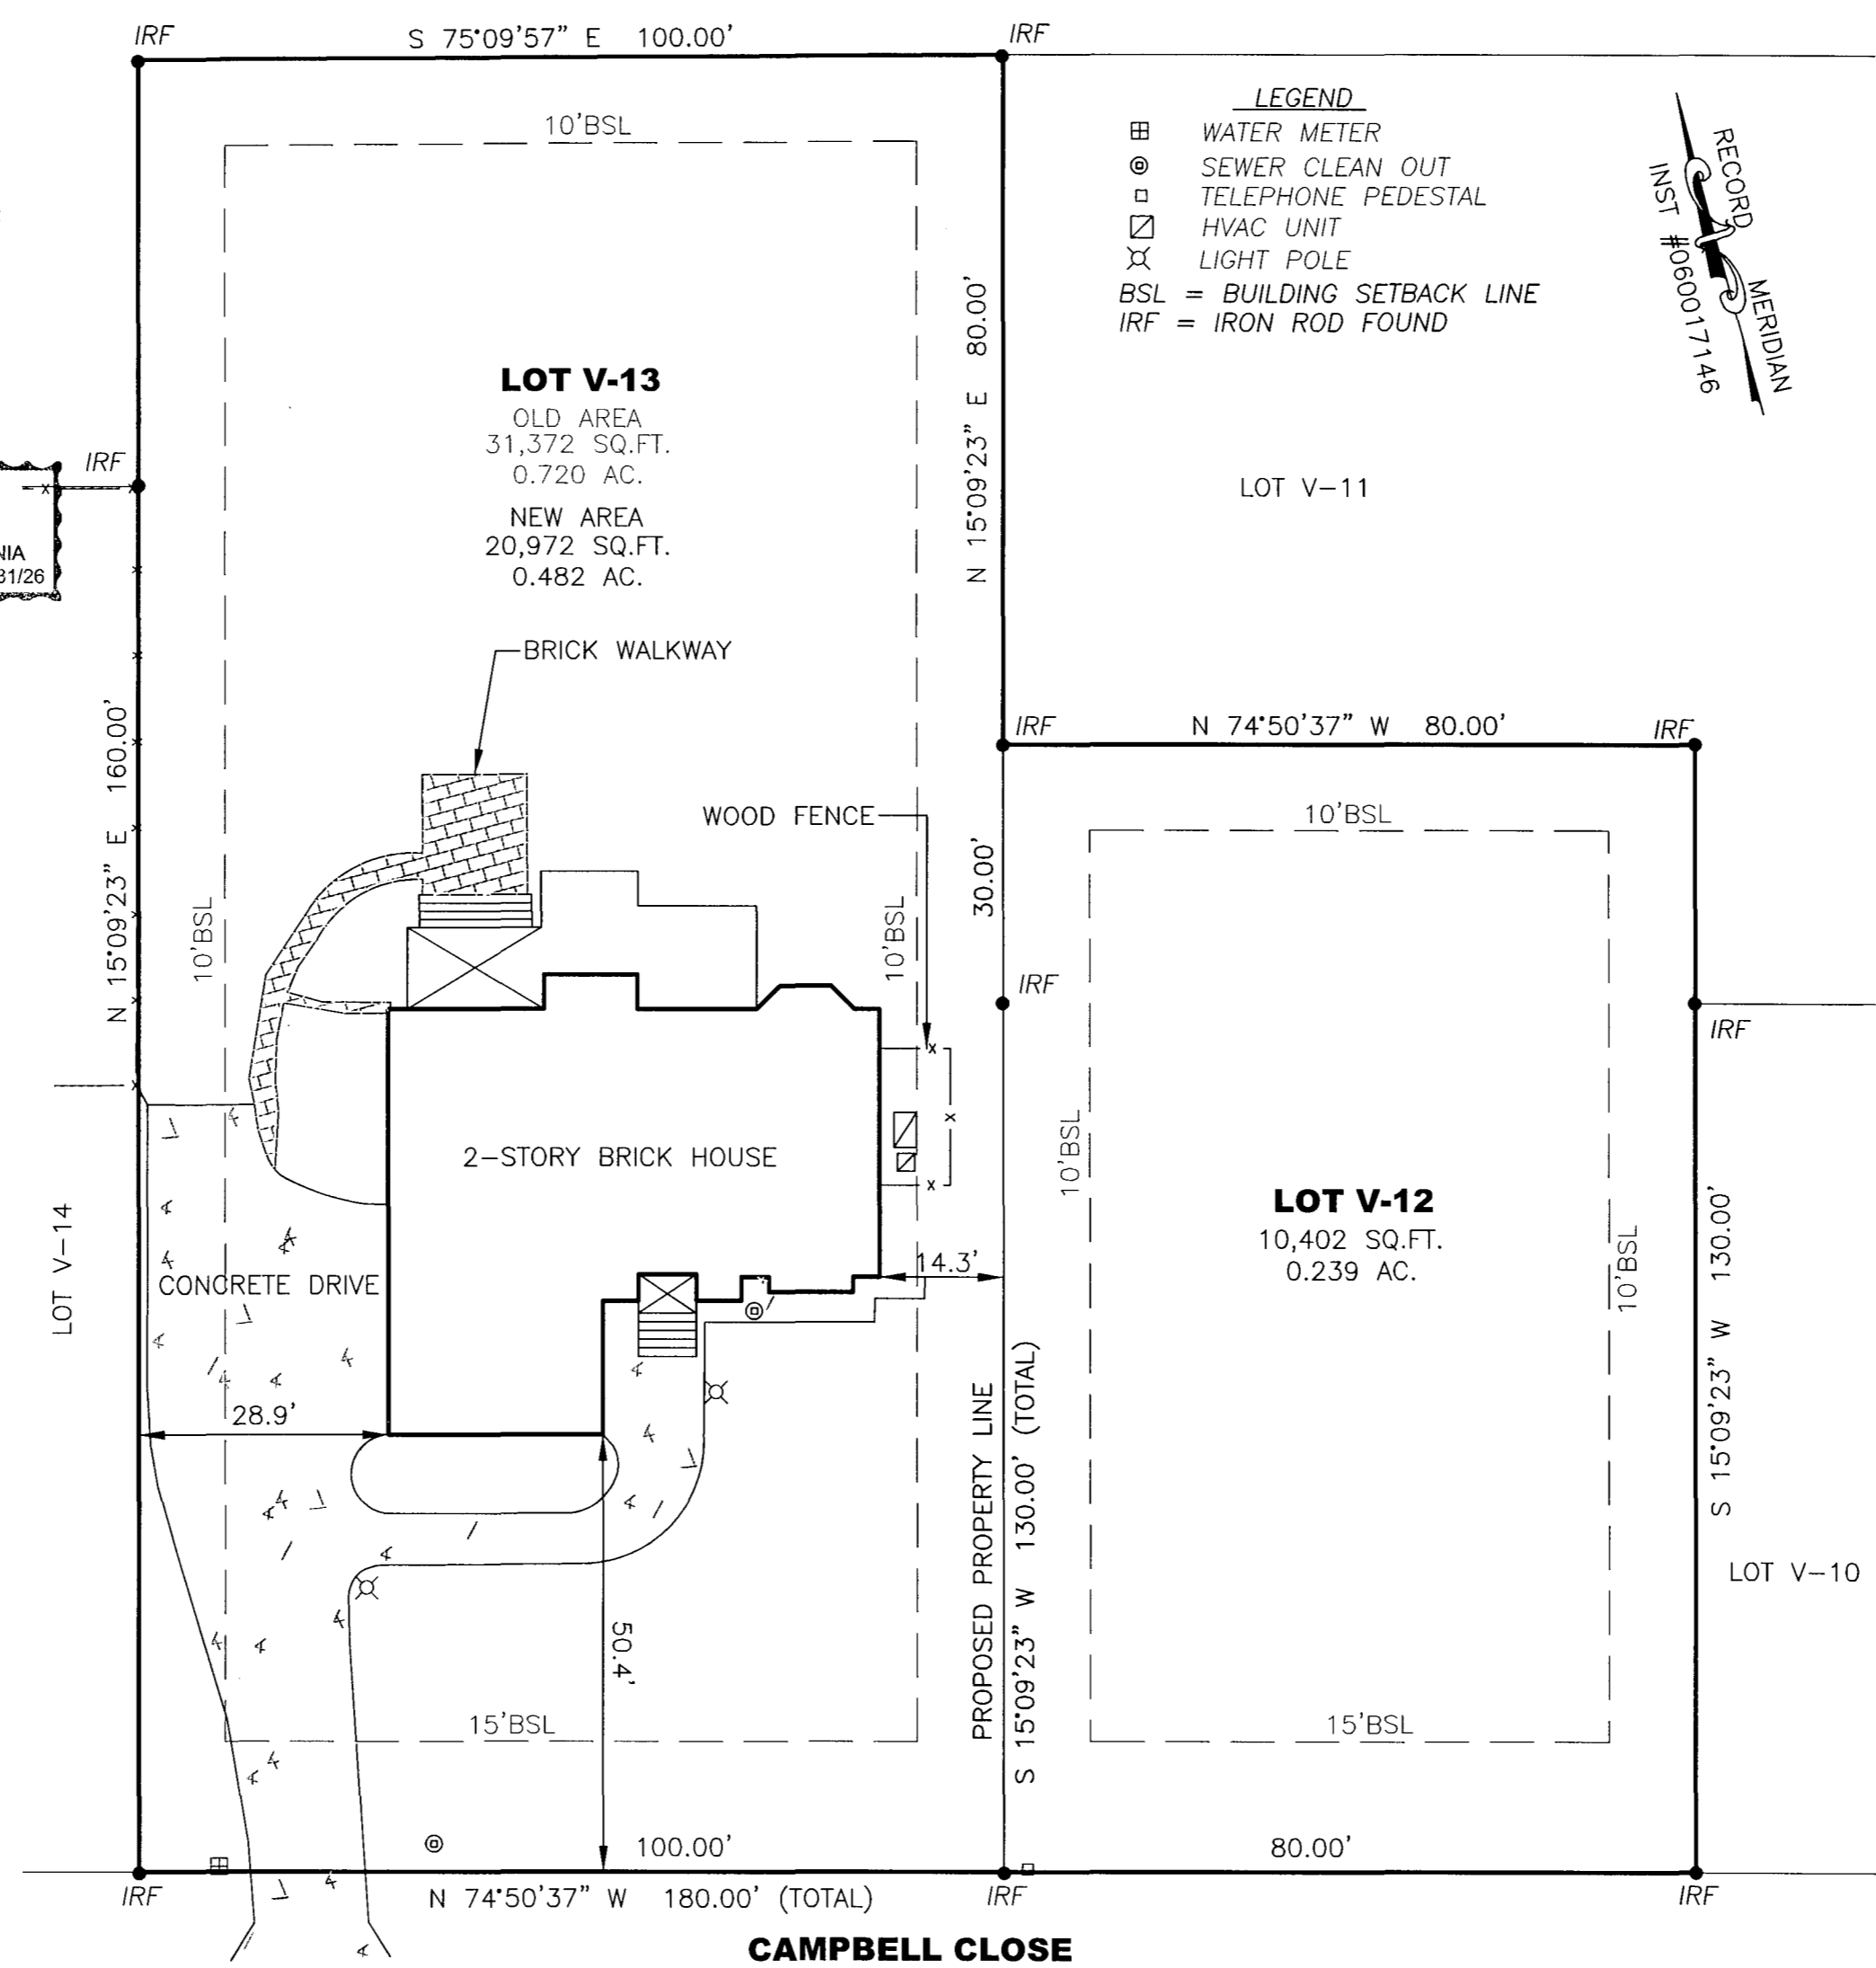 IRF
S 75°09'57" E 100.00'
IRF
10'BSL
LEGEND
WATER METER
SEWER CLEAN OUT
TELEPHONE PEDESTAL
HVAC UNIT
LIGHT POLE
BSL = BUILDING SETBACK LINE
IRF = IRON ROD FOUND
RECORD MERIDIAN
INST #060017146
LOT V-13
OLD AREA
31,372 SQ.FT.
0.720 AC.
NEW AREA
20,972 SQ.FT.
0.482 AC.
N 15°09'23" E 80.00'
LOT V-11
IRF
NIA
31/26
BRICK WALKWAY
N 15°09'23" E 160.00'
IRF
N 74°50'37" W 80.00'
IRF
WOOD FENCE
10'BSL
30.00'
10'BSL
10'BSL
IRF
IRF
2-STORY BRICK HOUSE
10'BSL
LOT V-12
10,402 SQ.FT.
0.239 AC.
10'BSL
S 15°09'23" W 130.00'
LOT V-14
CONCRETE DRIVE
14.3'
28.9'
50.4'
PROPOSED PROPERTY LINE
S 15°09'23" W 130.00' (TOTAL)
LOT V-10
15'BSL
15'BSL
100.00'
80.00'
IRF
N 74°50'37" W 180.00' (TOTAL)
IRF
IRF
CAMPBELL CLOSE